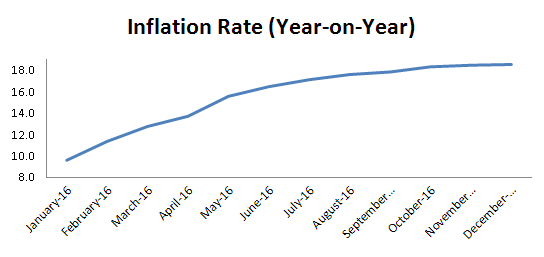 Inflation Rate (Year-on-Year)
18.0
16.0
14.0
12.0
10.0
8.0
January-16
February-16
March-16
April-16
May-16
June-16
July-16
August-16
September...
October-16
November...
December-...